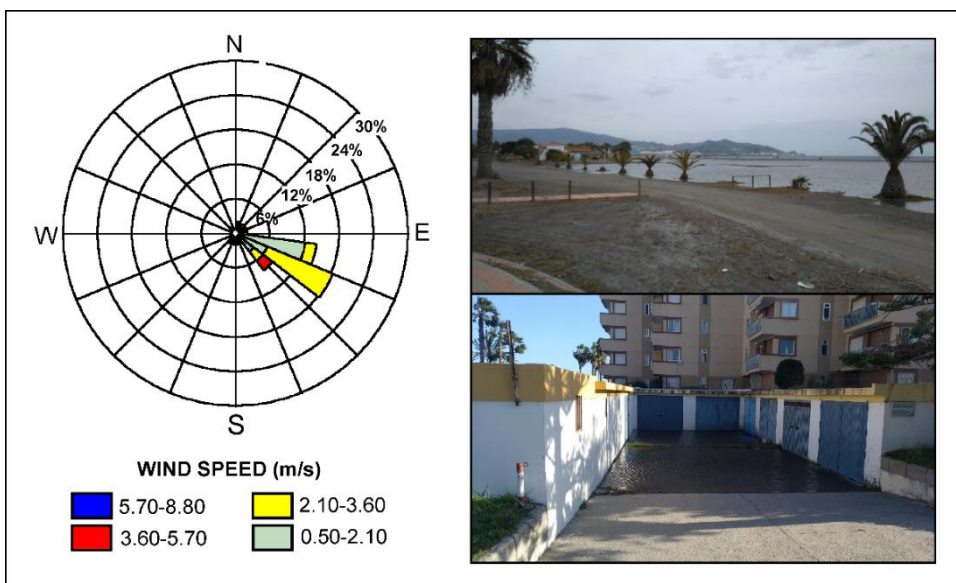 N
30%
24%
18%
12%
6%
W
E
S
WIND SPEED (m/s)
5.70-8.80
2.10-3.60
3.60-5.70
0.50-2.10